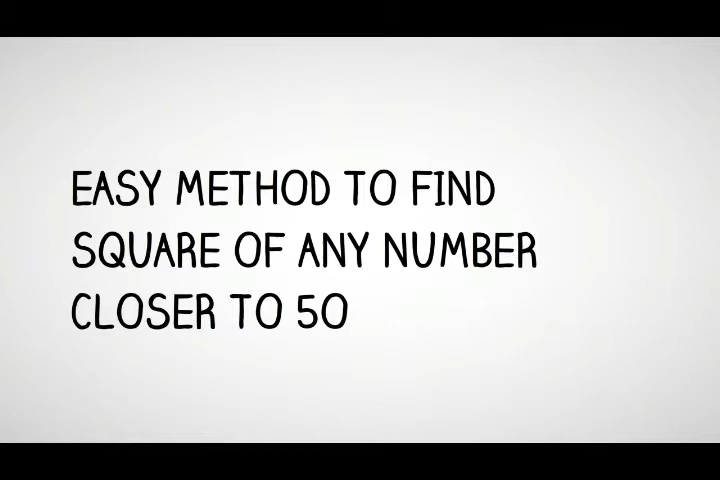 EASY METHOD TO FIND
SQUARE OF ANY NUMBER
CLOSER TO 50